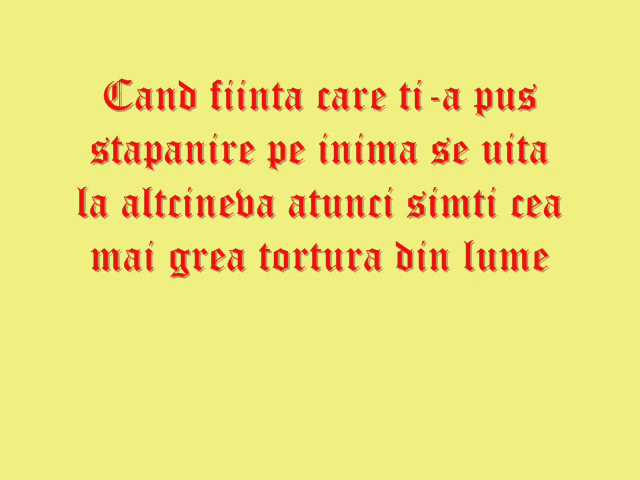 Cand fiinta care ti-a pus
stapanire pe inima se uita
la altcineva atunci simti cea
mai grea tortura din lume